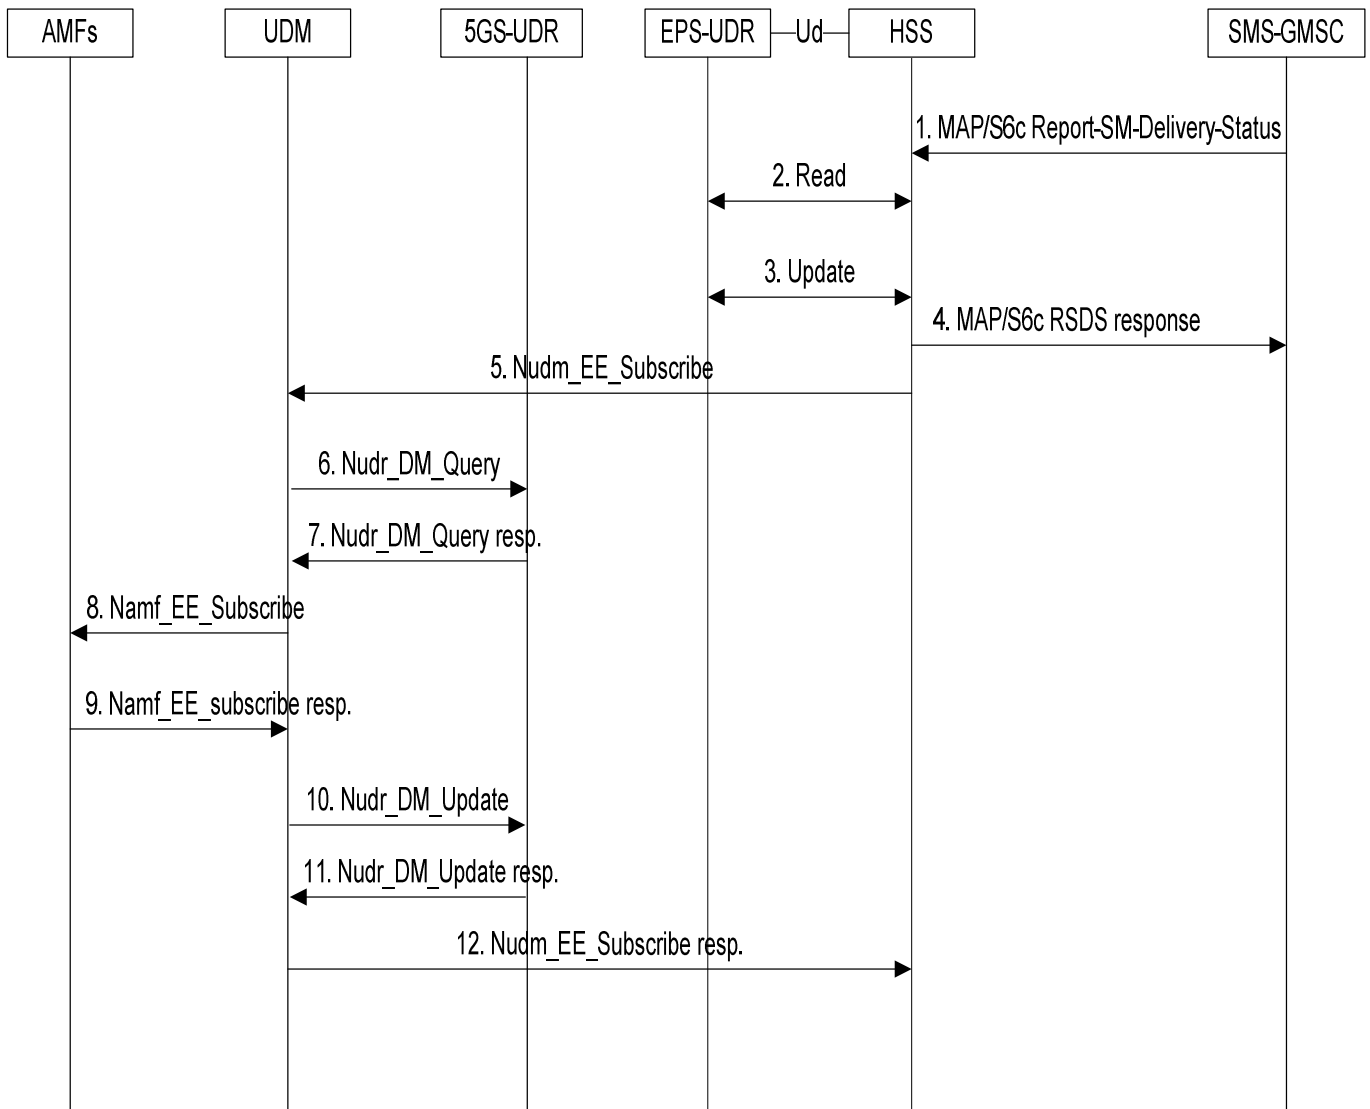 AMFs
UDM
5GS-UDR
EPS-UDR
Ud
HSS
SMS-GMSC
1. MAP/S6c Report-SM-Delivery-Status
2. Read
3. Update
4. MAP/S6c RSDS response
5. Nudm_EE_Subscribe
6. Nudr_DM_Query
7. Nudr_DM_Query resp.
8. Namf_EE_Subscribe
9. Namf_EE_subscribe resp.
10. Nudr_DM_Update
11. Nudr_DM_Update resp.
12. Nudm_EE_Subscribe resp.